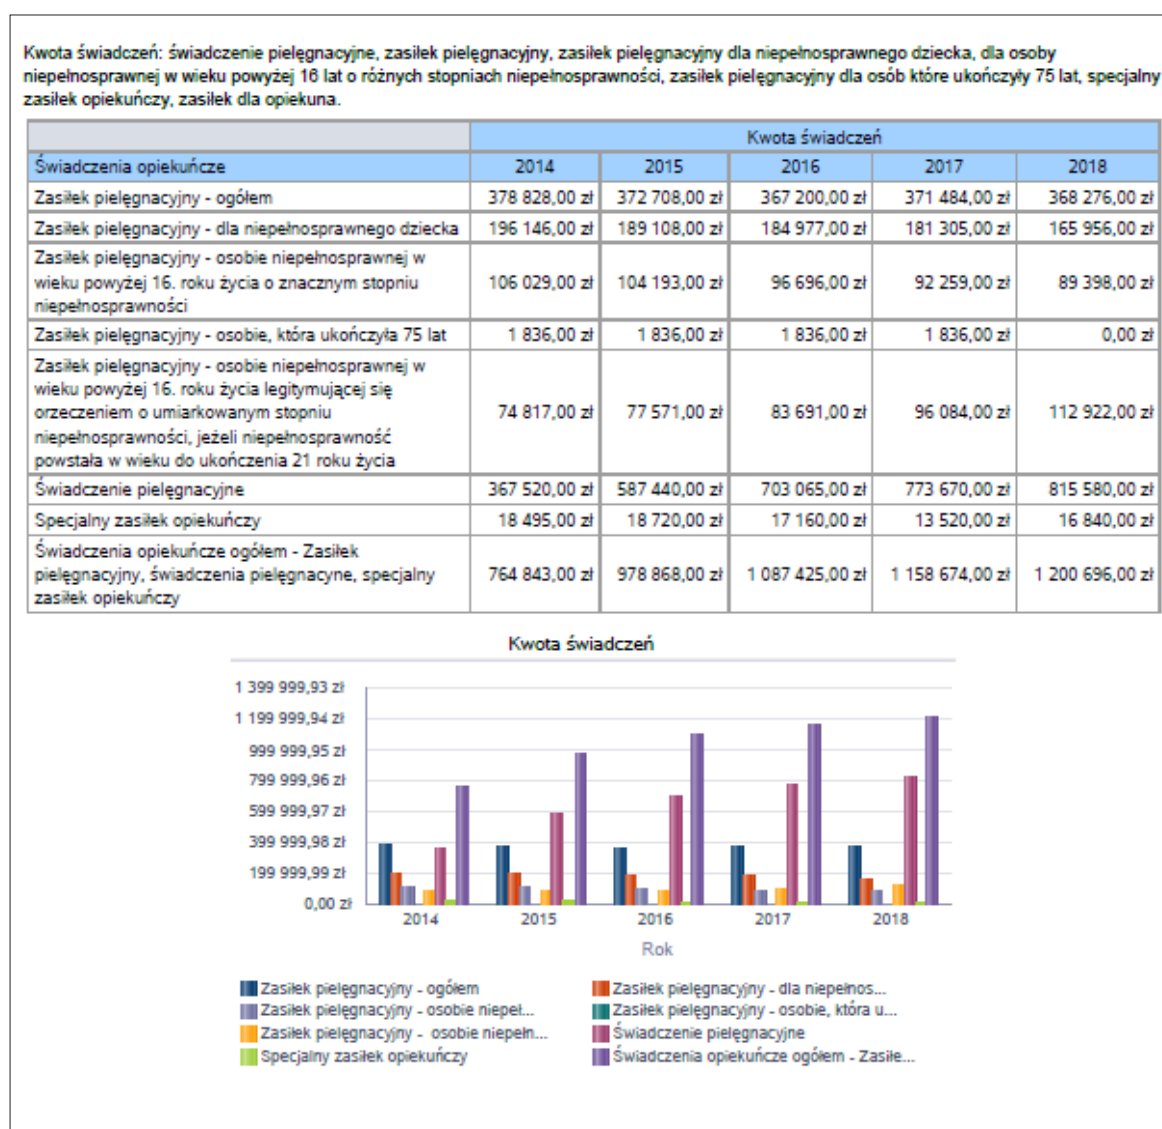 Kwota świadczeń: świadczenie pielęgnacyjne, zasiłek pielęgnacyjny, zasiłek pielęgnacyjny dla niepełnosprawnego dziecka, dla osoby
niepełnosprawnej w wieku powyżej 16 lat o różnych stopniach niepełnosprawności, zasiłek pielęgnacyjny dla osób które ukończyły 75 lat, specjalny
zasiłek opiekuńczy, zasiłek dla opiekuna.
Kwota świadczeń
Świadczenia opiekuńcze 2014 2015 2016 2017 2018
Zasiłek pielęgnacyjny - ogółem 378 828,00 zł 372 708,00 zł 367 200,00 zł 371 484,00 zł 368 276,00 zł
Zasiłek pielęgnacyjny - dla niepełnosprawnego dziecka 196 146,00 zł 189 108,00 zł 184 977,00 zł 181 305,00 zł 165 956,00 zł
Zasiłek pielęgnacyjny - osobie niepełnosprawnej w
wieku powyżej 16. roku życia o znacznym stopniu 106 029,00 zł 104 193,00 zł 96 696,00 zł 92 259,00 zł 89 398,00 zł
niepełnosprawności
Zasiłek pielęgnacyjny - osobie, która ukończyła 75 lat 1 836,00 zł 1 836,00 zł 1 836,00 zł 1 836,00 zł 0,00 zł
Zasiłek pielęgnacyjny - osobie niepełnosprawnej w
wieku powyżej 16. roku życia legitymującej się
orzeczeniem o umiarkowanym stopniu 74 817,00 zł 77 571,00 zł 83 691,00 zł 96 084,00 zł 112 922,00 zł
niepełnosprawności, jeżeli niepełnosprawność
powstała w wieku do ukończenia 21 roku życia
Świadczenie pielęgnacyjne 367 520,00 zł 587 440,00 zł 703 065,00 zł 773 670,00 zł 815 580,00 zł
Specjalny zasiłek opiekuńczy 18 495,00 zł 18 720,00 zł 17 160,00 zł 13 520,00 zł 16 840,00 zł
Świadczenia opiekuńcze ogółem - Zasiłek
pielęgnacyjny, świadczenia pielęgnacyne, specjalny 764 843,00 zł 978 868,00 zł 1 087 425,00 zł 1 158 674,00 zł 1 200 696,00 zł
zasiłek opiekuńczy
Kwota świadczeń
1 399 999,93 zł
1 199 999,94 zł
999 999,95 zł
799 999,96 zł
599 999,97 zł
399 999,98 zł
199 999,99 zł
0,00 zł
2014 2015 2016 2017 2018
Rok
Zasiłek pielęgnacyjny - ogółem Zasiłek pielęgnacyjny - dla niepełnos...
Zasiłek pielęgnacyjny - osobie niepeł... Zasiłek pielęgnacyjny - osobie, która u...
Zasiłek pielęgnacyjny - osobie niepełn... Świadczenie pielęgnacyjne
Specjalny zasiłek opiekuńczy Świadczenia opiekuńcze ogółem - Zasiłe...